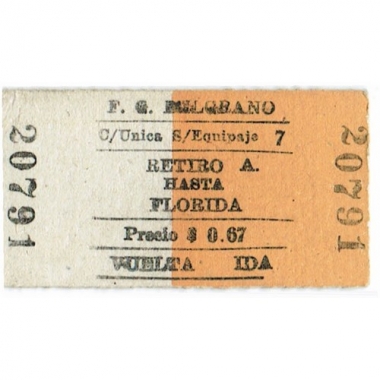 20791
F. G. BELGRANO
C/Unica S/Equipaje 7
RETIRO A.
HASTA
FLORIDA
Precio $ 0.67
VUELTA IDA
20791